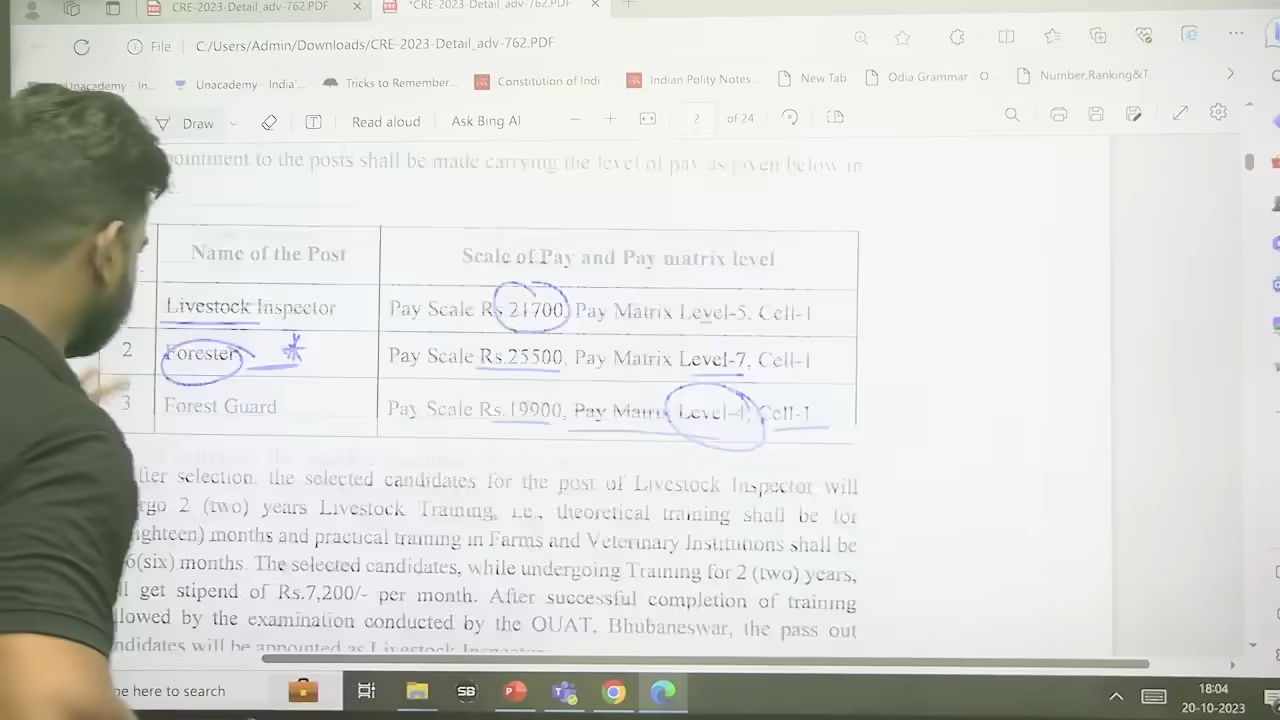 CRE-2023-Detail_adv-762.PDF
*CRE-2023-Detail_adv-762.PDF
File C:/Users/Admin/Downloads/CRE-2023-Detail_adv-762.PDF
Unacademy - In... Unacademy - India'... Tricks to Remember... Constitution of Indi Indian Polity Notes... New Tab Odia Grammar - O... Number,Ranking&T
Draw Read aloud Ask Bing AI 2 of 24
pointment to the posts shall be made carrying the level of pay as given below in
Name of the Post Scale of Pay and Pay matrix level
Livestock Inspector Pay Scale Rs 21700, Pay Matrix Level-5, Cell-1
2 Forester * Pay Scale Rs.25500, Pay Matrix Level-7, Cell-1
3 Forest Guard Pay Scale Rs.19900, Pay Matrix Level-4, Cell-1
fter selection, the selected candidates for the post of Livestock Inspector will
rgo 2 (two) years Livestock Training, i.e., theoretical training shall be for
ighteen) months and practical training in Farms and Veterinary Institutions shall be
6(six) months. The selected candidates, while undergoing Training for 2 (two) years,
l get stipend of Rs.7,200/- per month. After successful completion of training
lowed by the examination conducted by the OUAT, Bhubaneswar, the pass out
ndidates will be appointed as Livestock Inspector
pe here to search SB 18:04
20-10-2023